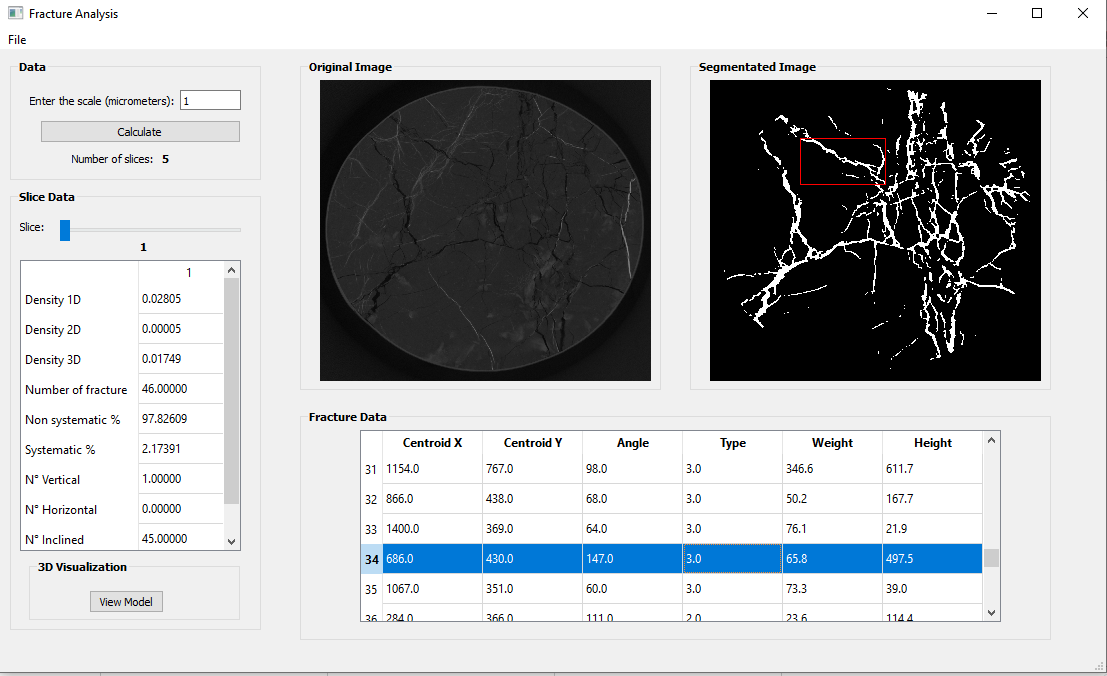 Fracture Analysis
File
Data
Enter the scale (micrometers): 1
Calculate
Number of slices: 5
Slice Data
Slice:
1
1
Density 1D 0.02805
Density 2D 0.00005
Density 3D 0.01749
Number of fracture 46.00000
Non systematic % 97.82609
Systematic % 2.17391
N° Vertical 1.00000
N° Horizontal 0.00000
N° Inclined 45.00000
3D Visualization
View Model
Original Image
Segmentated Image
Fracture Data
Centroid X Centroid Y Angle Type Weight Height
31 1154.0 767.0 98.0 3.0 346.6 611.7
32 866.0 438.0 68.0 3.0 50.2 167.7
33 1400.0 369.0 64.0 3.0 76.1 21.9
34 686.0 430.0 147.0 3.0 65.8 497.5
35 1067.0 351.0 60.0 3.0 73.3 39.0
36 284.0 366.0 111.0 2.0 23.6 114.4